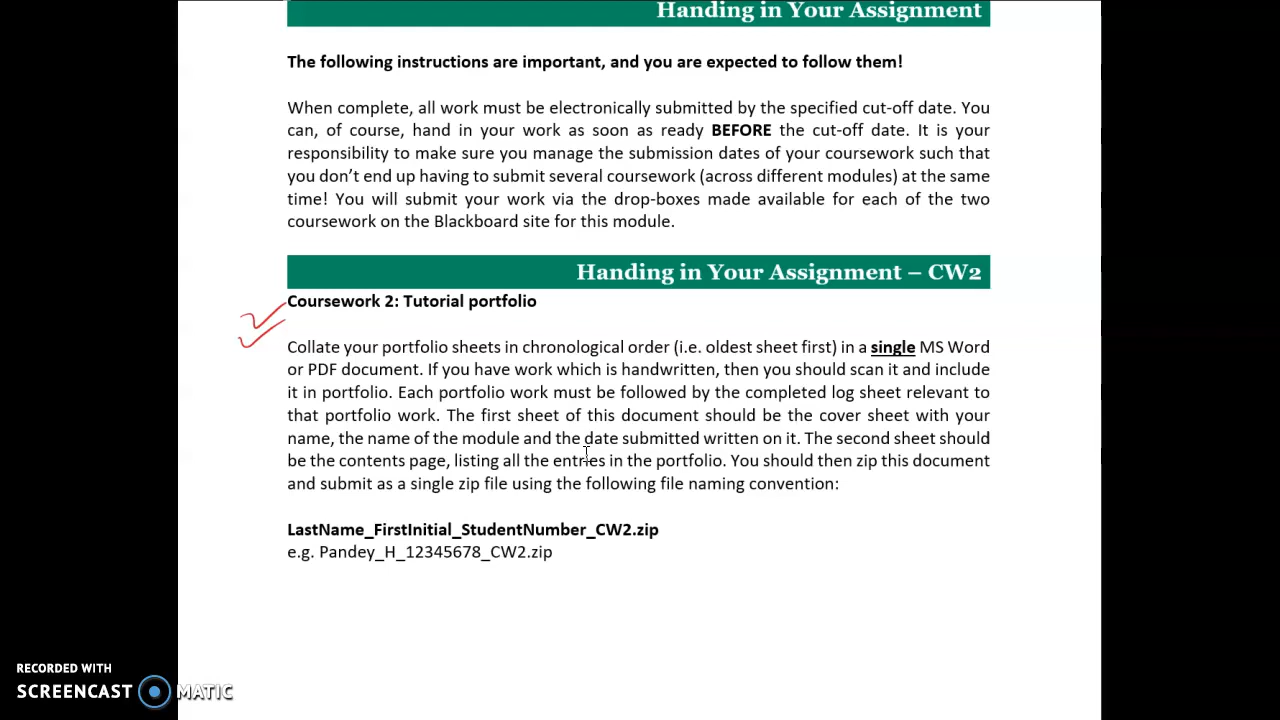 Handing in Your Assignment
The following instructions are important, and you are expected to follow them!
When complete, all work must be electronically submitted by the specified cut-off date. You
can, of course, hand in your work as soon as ready BEFORE the cut-off date. It is your
responsibility to make sure you manage the submission dates of your coursework such that
you don’t end up having to submit several coursework (across different modules) at the same
time! You will submit your work via the drop-boxes made available for each of the two
coursework on the Blackboard site for this module.
Handing in Your Assignment – CW2
Coursework 2: Tutorial portfolio
Collate your portfolio sheets in chronological order (i.e. oldest sheet first) in a single MS Word
or PDF document. If you have work which is handwritten, then you should scan it and include
it in portfolio. Each portfolio work must be followed by the completed log sheet relevant to
that portfolio work. The first sheet of this document should be the cover sheet with your
name, the name of the module and the date submitted written on it. The second sheet should
be the contents page, listing all the entries in the portfolio. You should then zip this document
and submit as a single zip file using the following file naming convention:
LastName_FirstInitial_StudentNumber_CW2.zip
e.g. Pandey_H_12345678_CW2.zip
RECORDED WITH
SCREENCAST MATIC